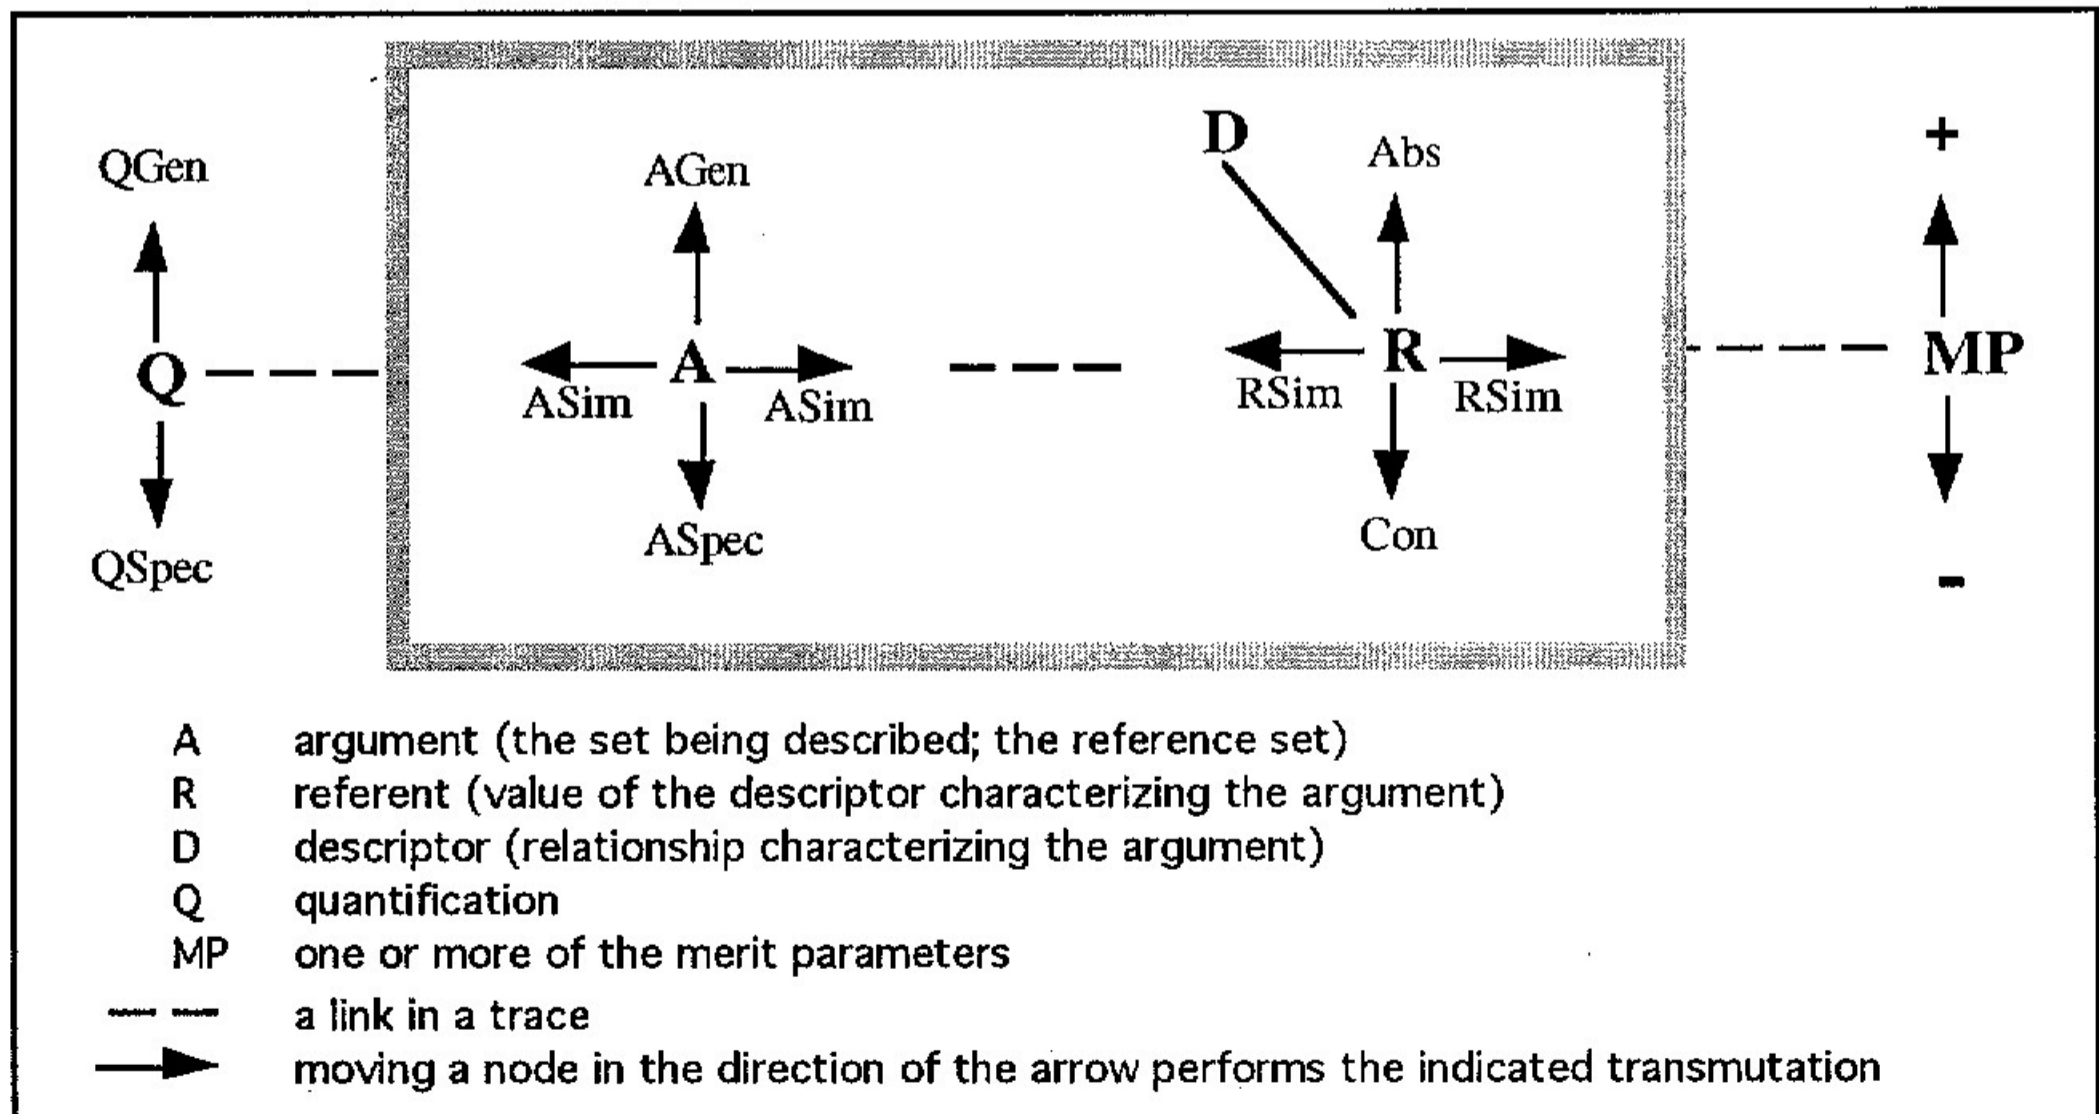 D
Abs
+
QGen
AGen
Q
A
R
MP
ASim
ASim
RSim
RSim
QSpec
ASpec
Con
-
A argument (the set being described; the reference set)
R referent (value of the descriptor characterizing the argument)
D descriptor (relationship characterizing the argument)
Q quantification
MP one or more of the merit parameters
a link in a trace
moving a node in the direction of the arrow performs the indicated transmutation